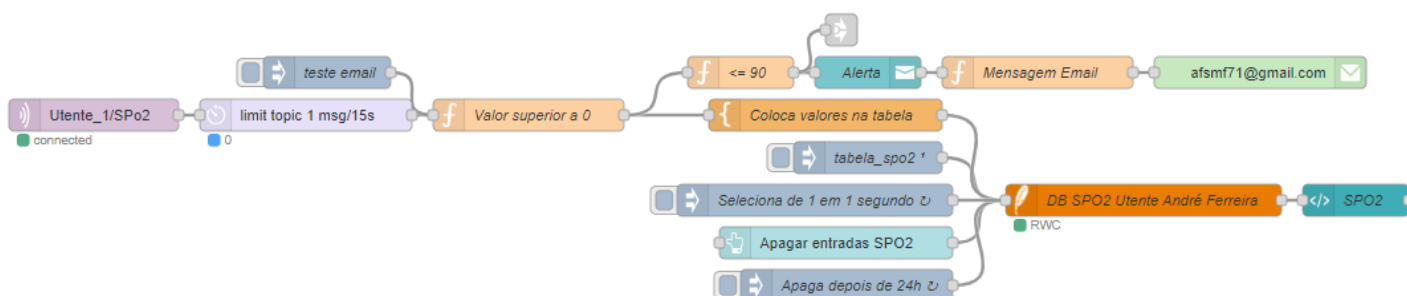 teste email
<= 90
Alerta
Mensagem Email
afsmf71@gmail.com
Utente_1/SPo2
limit topic 1 msg/15s
Valor superior a 0
Coloca valores na tabela
connected
0
tabela_spo2 ¹
Seleciona de 1 em 1 segundo ↻
DB SPO2 Utente André Ferreira
SPO2
RWC
Apagar entradas SPO2
Apaga depois de 24h ↻